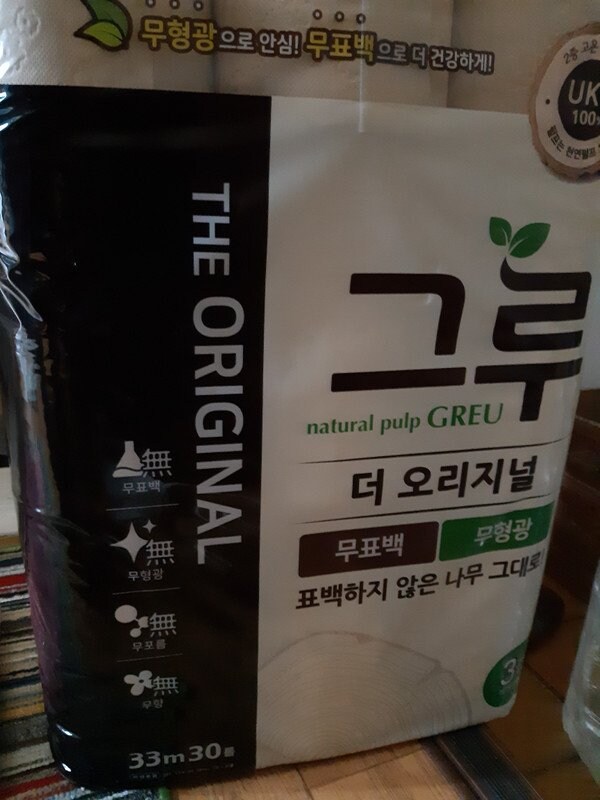 무형광으로 안심! 무표백으로 더 건강하게!
UK
100%
THE ORIGINAL
그루
natural pulp GREU
더 오리지널
무표백 무형광
표백하지 않은 나무 그대로
無
무표백
無
무형광
無
무포름
無
무향
33m30롤